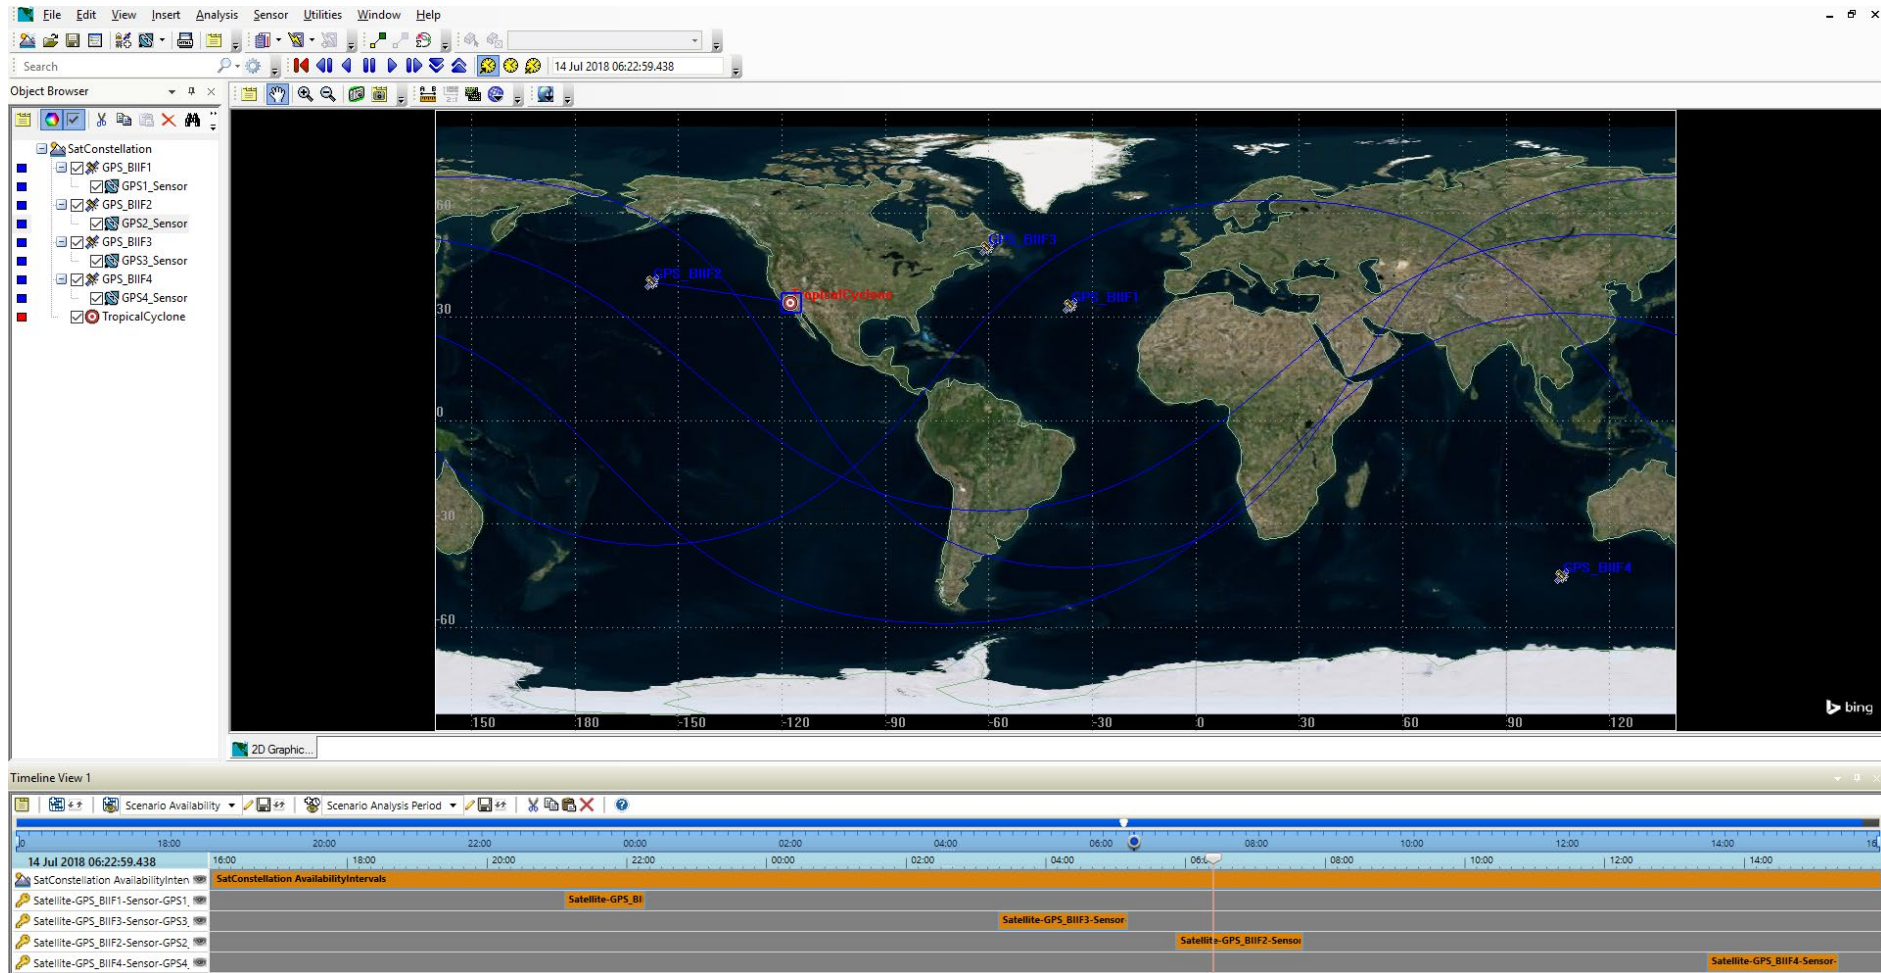 File Edit View Insert Analysis Sensor Utilities Window Help
Search
14 Jul 2018 06:22:59.438
Object Browser
SatConstellation
GPS_BIIF1
GPS1_Sensor
GPS_BIIF2
GPS2_Sensor
GPS_BIIF3
GPS3_Sensor
GPS_BIIF4
GPS4_Sensor
TropicalCyclone
60
GPS_BIIF3
GPS_BIIF2
TropicalCyclone
GPS_BIIF1
30
0
-30
GPS_BIIF4
-60
150 180 -150 -120 -90 -60 -30 0 30 60 90 120
bing
2D Graphic...
Timeline View 1
Scenario Availability Scenario Analysis Period
18:00 20:00 22:00 00:00 02:00 04:00 06:00 08:00 10:00 12:00 14:00 16
14 Jul 2018 06:22:59.438 16:00 18:00 20:00 22:00 00:00 02:00 04:00 08:00 10:00 12:00 14:00
SatConstellation AvailabilityInten SatConstellation AvailabilityIntervals
Satellite-GPS_BIIF1-Sensor-GPS1_ Satellite-GPS_BI
Satellite-GPS_BIIF3-Sensor-GPS3_ Satellite-GPS_BIIF3-Sensor-
Satellite-GPS_BIIF2-Sensor-GPS2_ Satellite-GPS_BIIF2-Sensor
Satellite-GPS_BIIF4-Sensor-GPS4_ Satellite-GPS_BIIF4-Sensor-